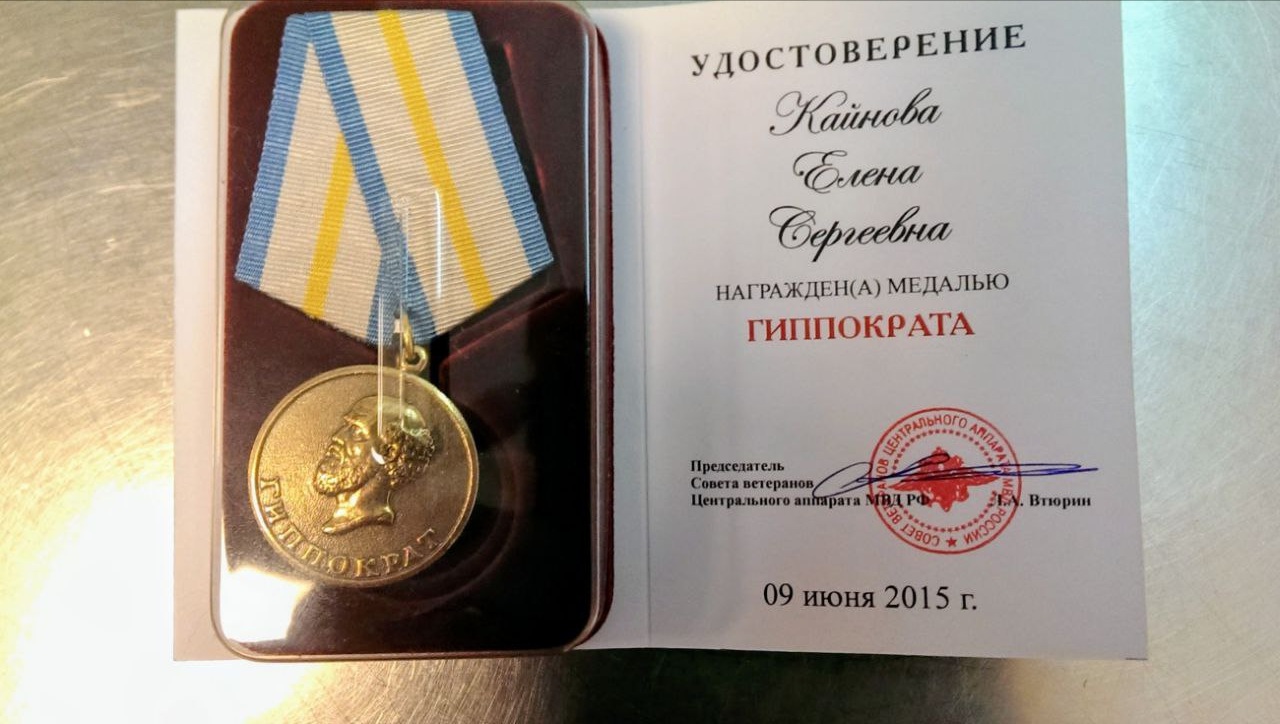 ГИППОКРАТ
УДОСТОВЕРЕНИЕ
Кайнова
Елена
Сергеевна
НАГРАЖДЕН(А) МЕДАЛЬЮ
ГИППОКРАТА
Председатель
Совета ветеранов
Центрального аппарата МВД РФ
Втюрин
СОВЕТ ВЕТЕРАНОВ ЦЕНТРАЛЬНОГО АППАРАТА МВД РОССИИ
09 июня 2015 г.